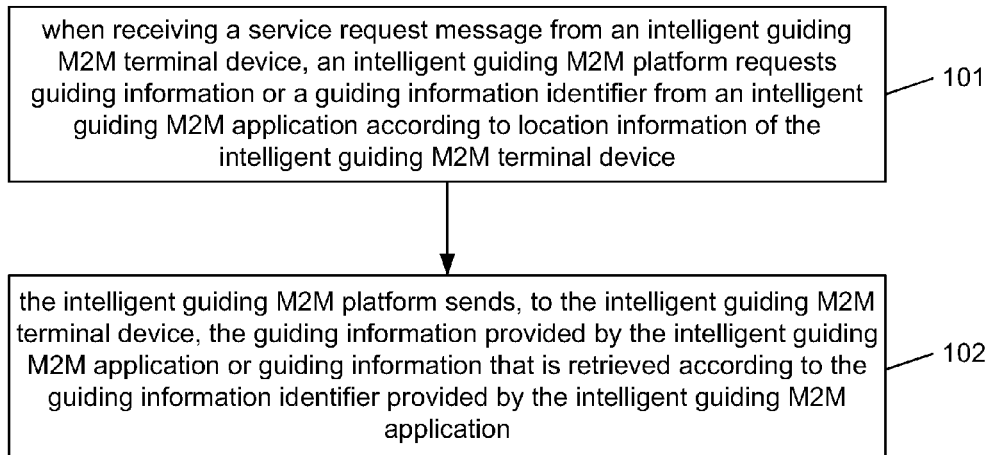 when receiving a service request message from an intelligent guiding
M2M terminal device, an intelligent guiding M2M platform requests
guiding information or a guiding information identifier from an intelligent
guiding M2M application according to location information of the
intelligent guiding M2M terminal device
101
the intelligent guiding M2M platform sends, to the intelligent guiding M2M
terminal device, the guiding information provided by the intelligent guiding
M2M application or guiding information that is retrieved according to the
guiding information identifier provided by the intelligent guiding M2M
application
102